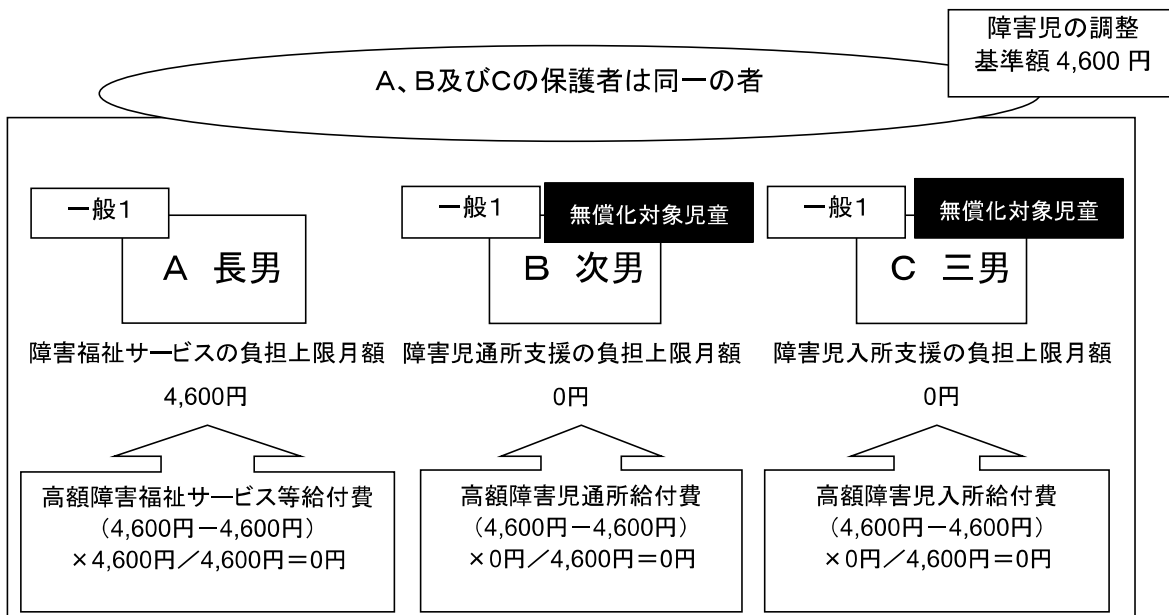 障害児の調整
基準額 4,600 円
A、B及びCの保護者は同一の者
一般1
A 長男
障害福祉サービスの負担上限月額
4,600円
高額障害福祉サービス等給付費
(4,600円−4,600円)
×4,600円/4,600円=0円
一般1
無償化対象児童
B 次男
障害児通所支援の負担上限月額
0円
高額障害児通所給付費
(4,600円−4,600円)
×0円/4,600円=0円
一般1
無償化対象児童
C 三男
障害児入所支援の負担上限月額
0円
高額障害児入所給付費
(4,600円−4,600円)
×0円/4,600円=0円